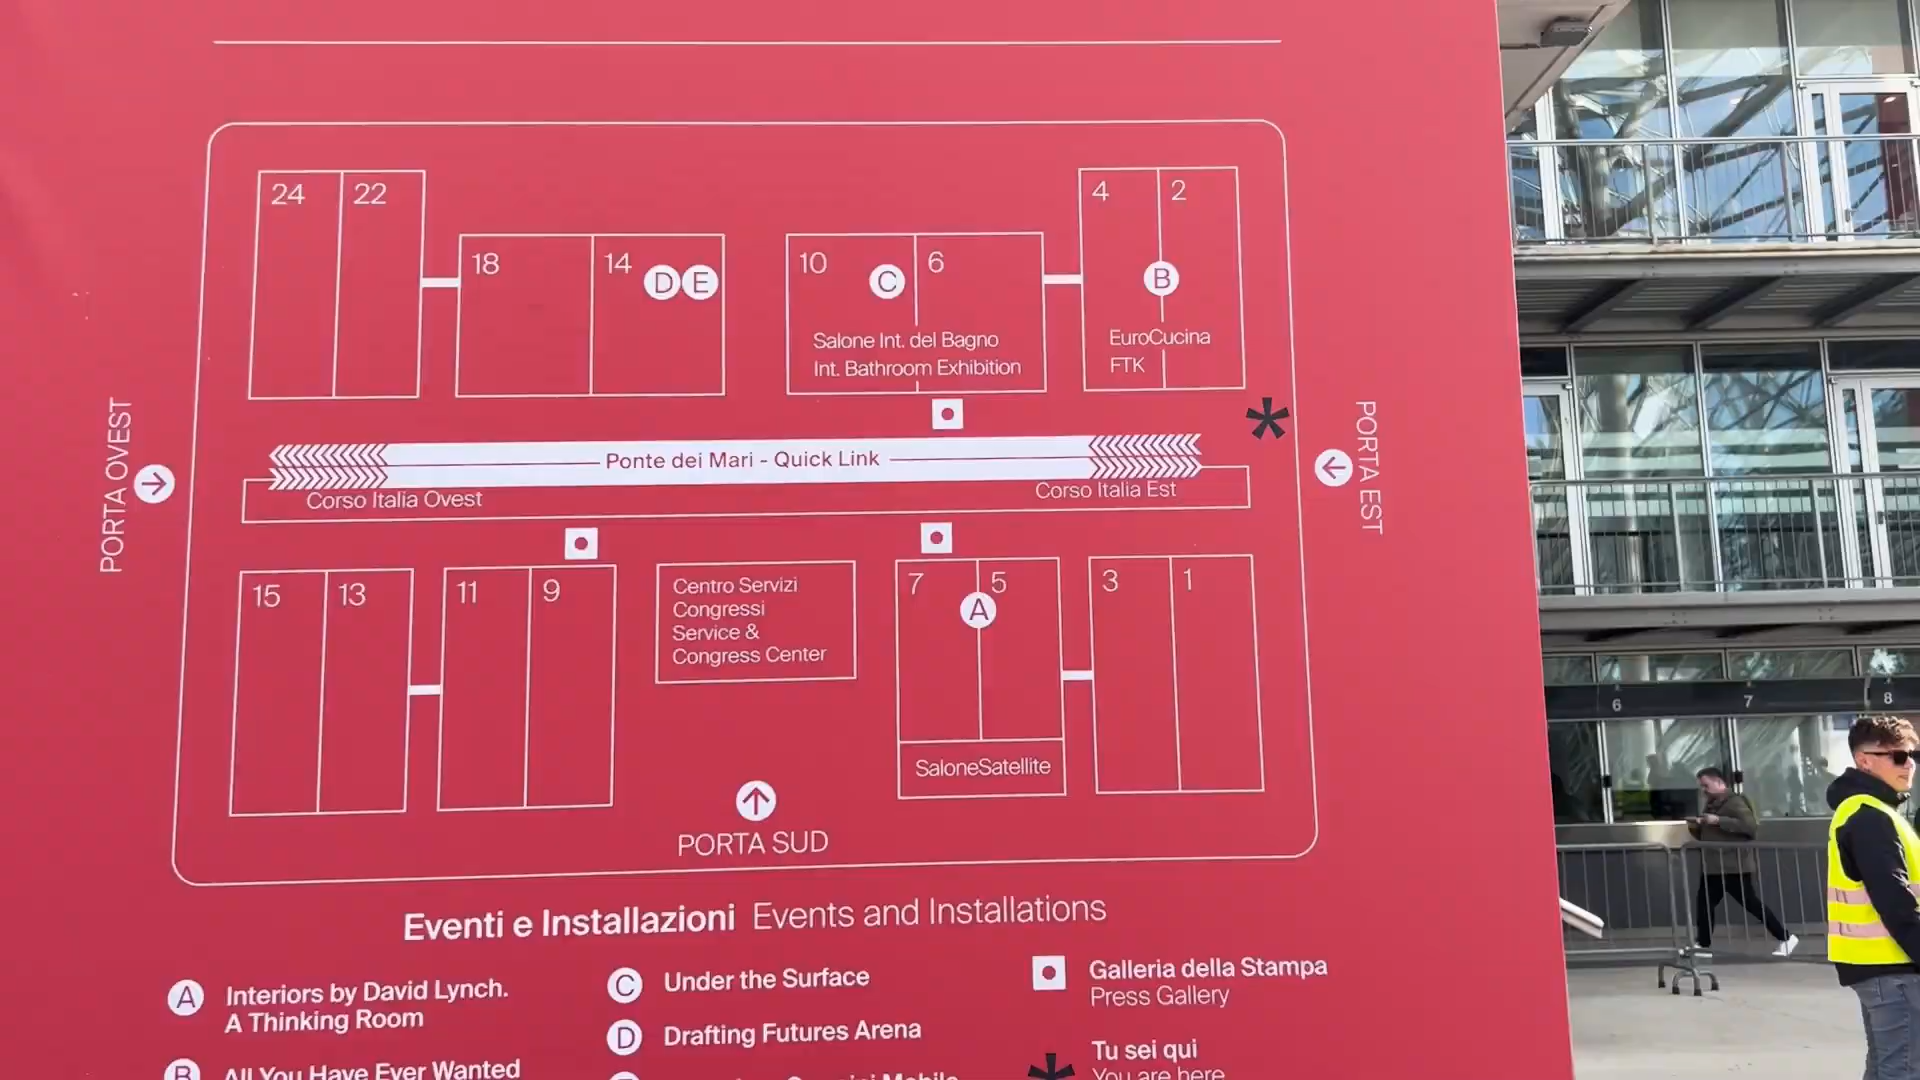 24
22
4
2
18
14
D
E
10
C
6
B
Salone Int. del Bagno
Int. Bathroom Exhibition
EuroCucina
FTK
PORTA OVEST
PORTA EST
Ponte dei Mari - Quick Link
Corso Italia Ovest
Corso Italia Est
15
13
11
9
Centro Servizi
Congressi
Service &
Congress Center
7
5
A
3
1
SaloneSatellite
PORTA SUD
Eventi e Installazioni Events and Installations
A
Interiors by David Lynch.
A Thinking Room
B
All You Have Ever Wanted
C
Under the Surface
D
Drafting Futures Arena
Galleria della Stampa
Press Gallery
Tu sei qui
You are here
6
7
8